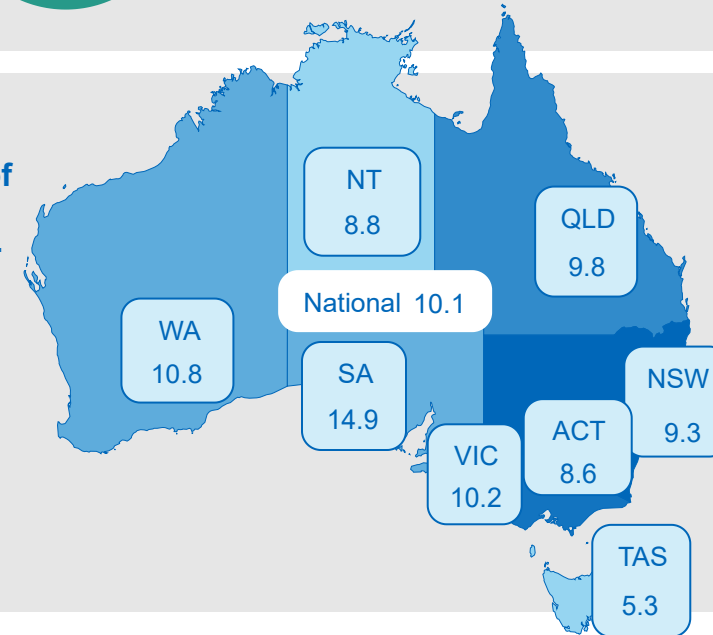 of
NT
8.8
QLD
9.8
National 10.1
WA
10.8
SA
14.9
NSW
9.3
ACT
8.6
VIC
10.2
TAS
5.3